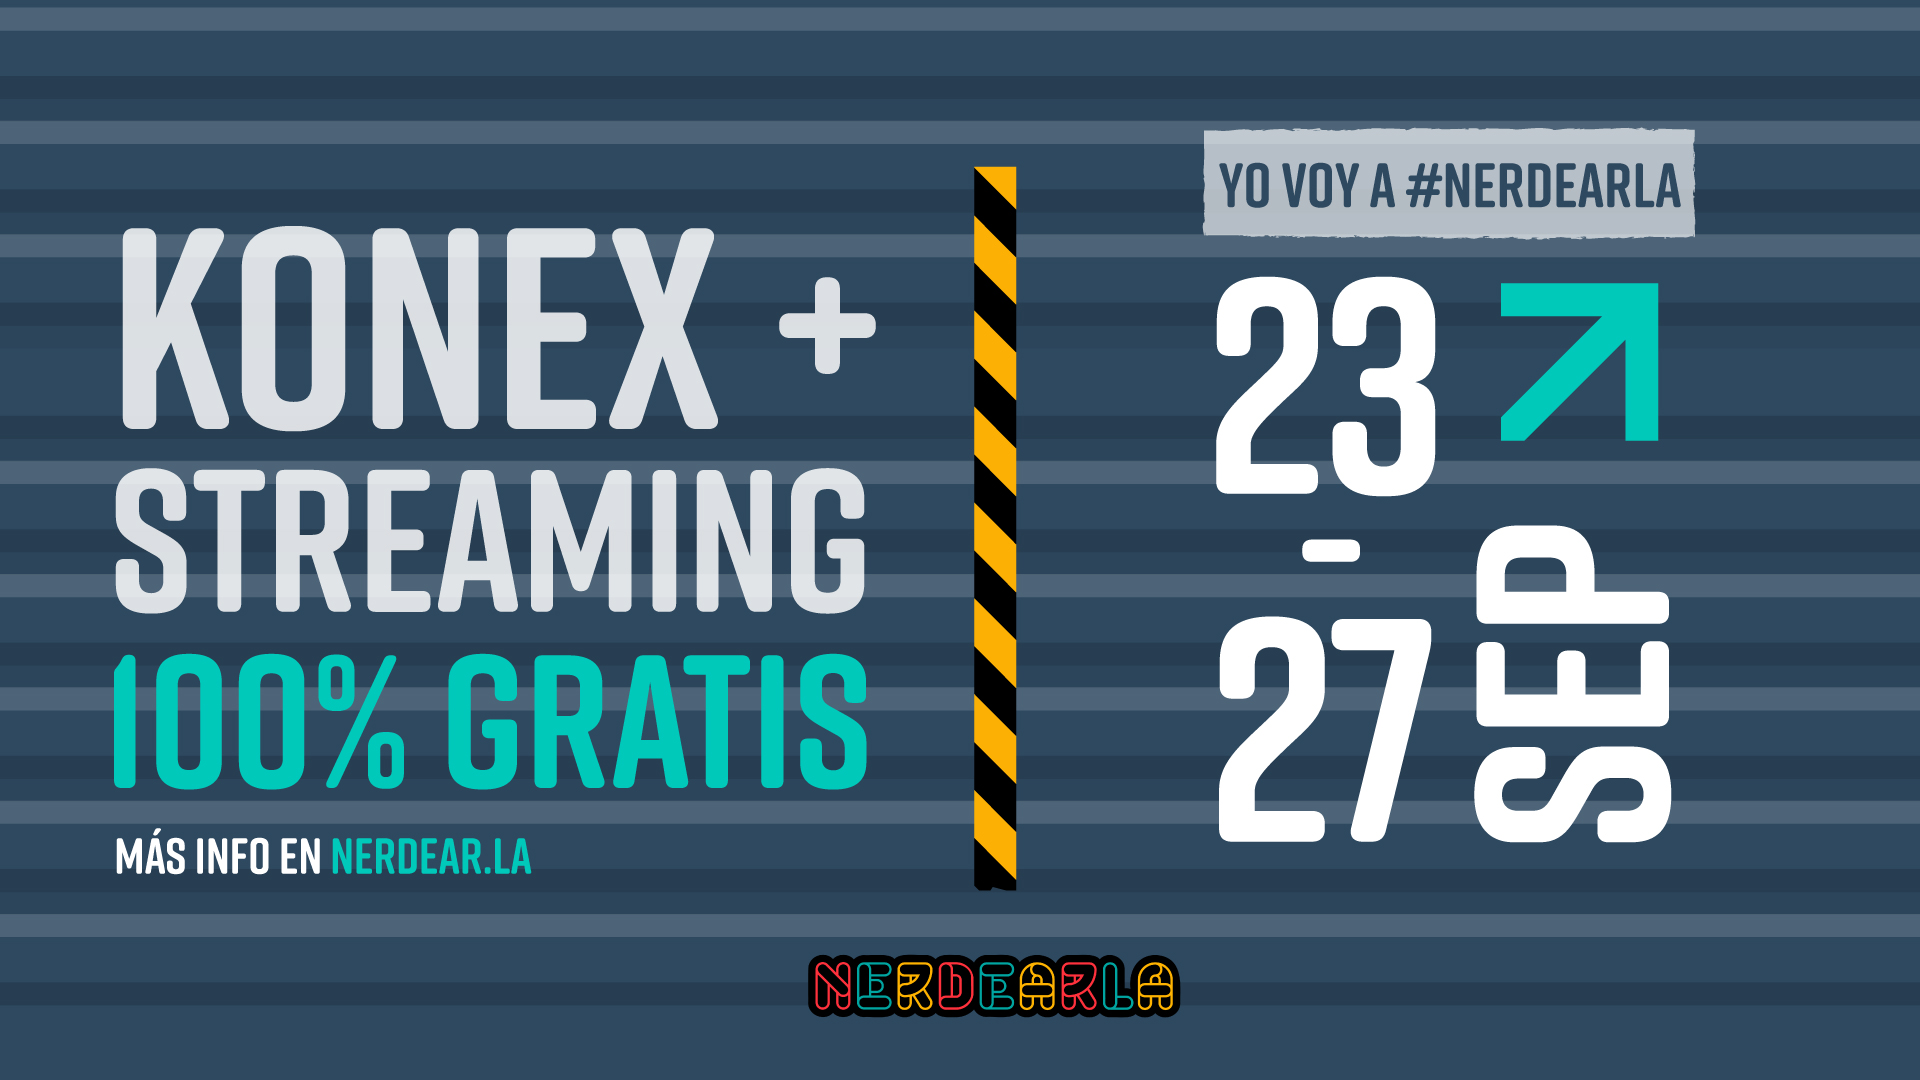 KONEX +
STREAMING
100% GRATIS
MÁS INFO EN NERDEAR.LA
YO VOY A #NERDEARLA
23
-
27
SEP
NERDEARLA